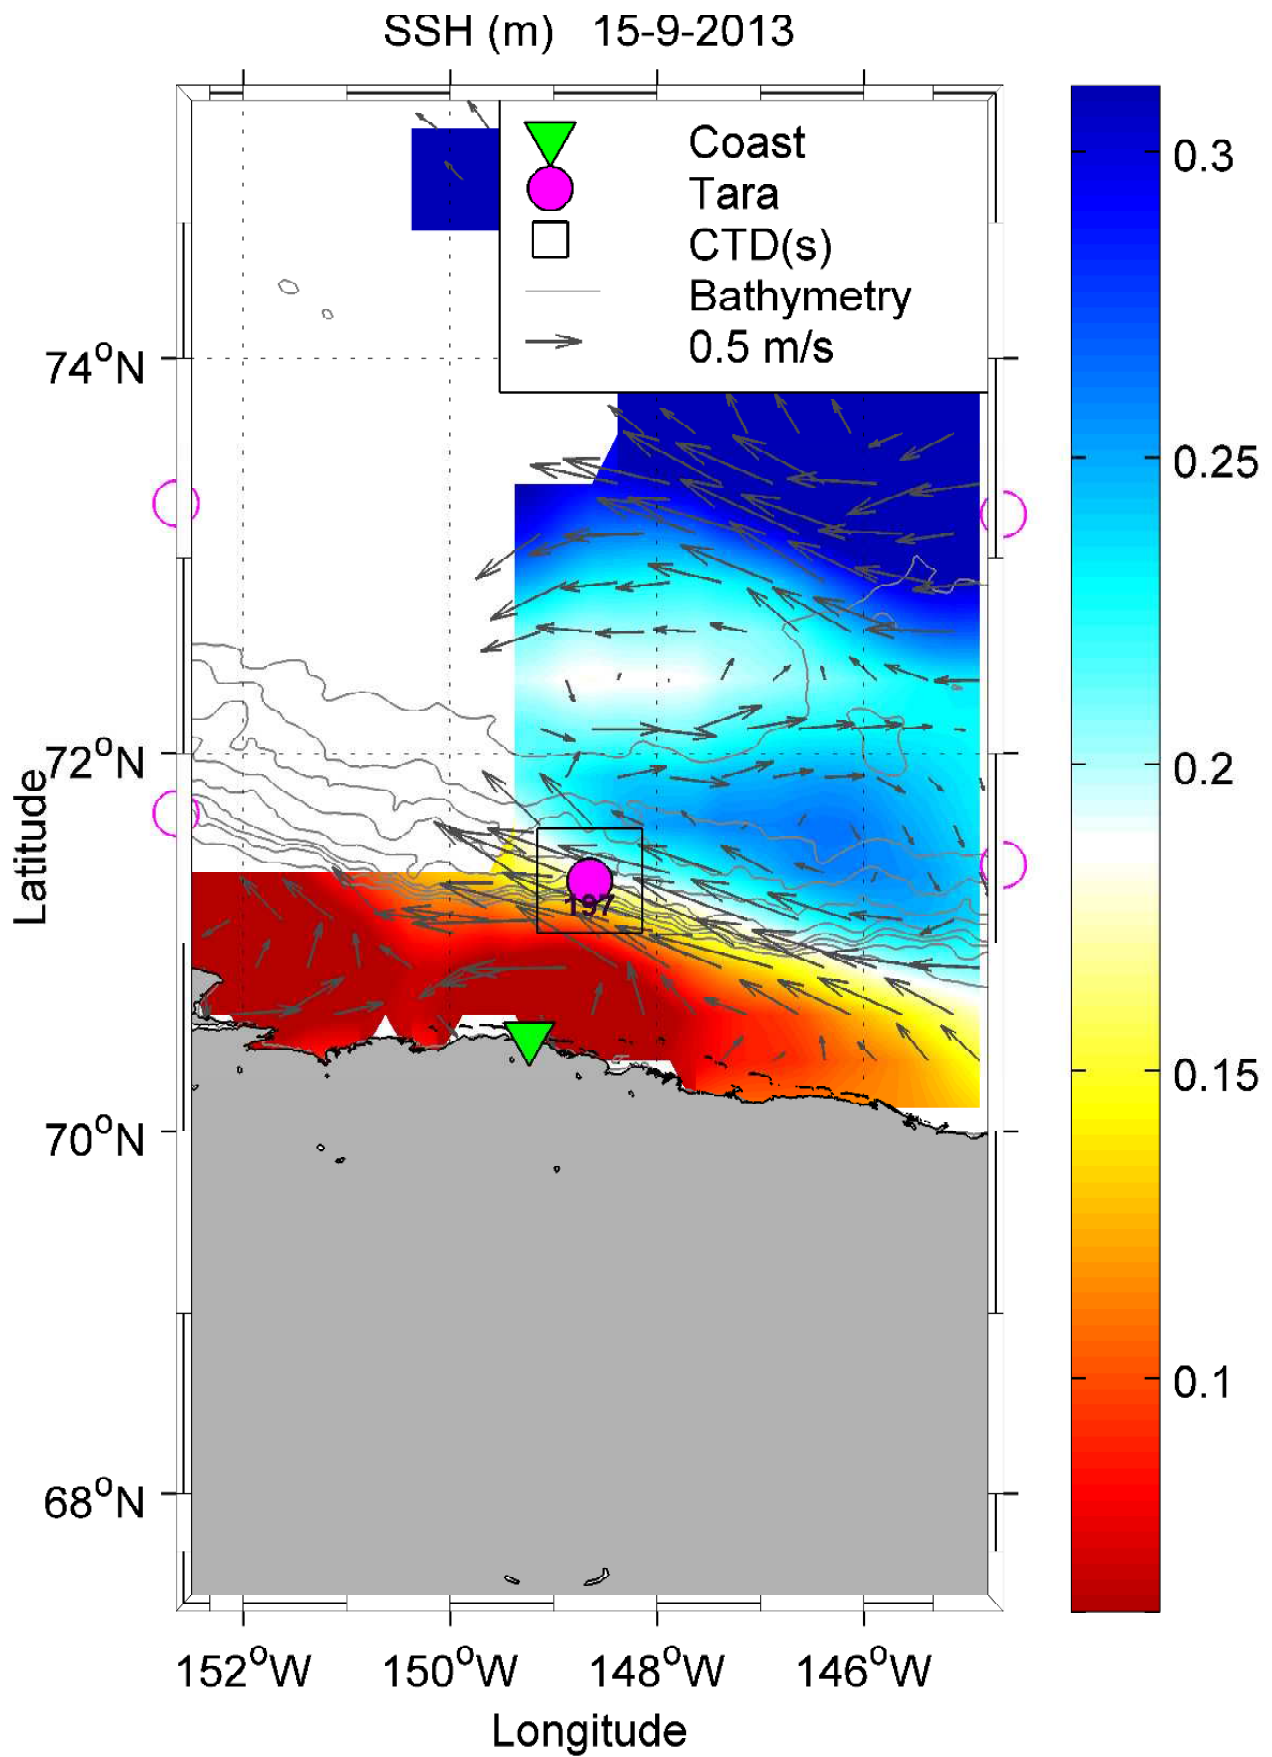 SSH (m) 15-9-2013
Coast
Tara
CTD(s)
Bathymetry
0.5 m/s
74°N
72°N
70°N
68°N
Latitude
197
152°W 150°W 148°W 146°W
Longitude
0.3
0.25
0.2
0.15
0.1